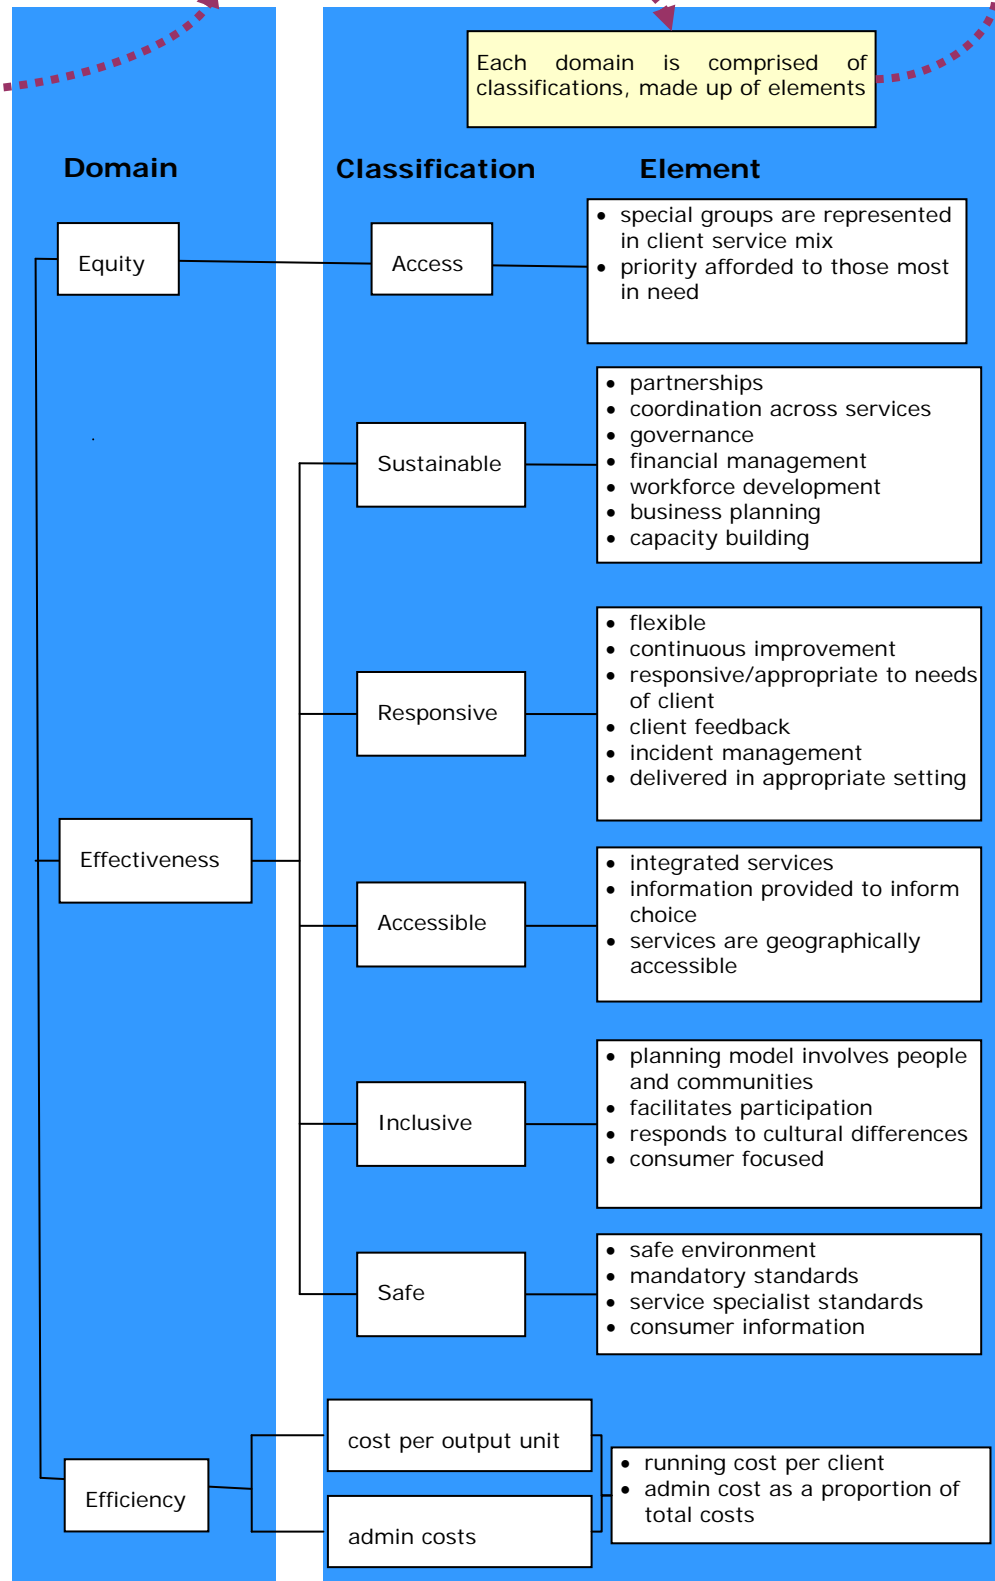 Each domain is comprised of
classifications, made up of elements
Domain
Classification
Element
Equity
Access
• special groups are represented
in client service mix
• priority afforded to those most
in need
Sustainable
• partnerships
• coordination across services
• governance
• financial management
• workforce development
• business planning
• capacity building
Responsive
• flexible
• continuous improvement
• responsive/appropriate to needs
of client
• client feedback
• incident management
• delivered in appropriate setting
Effectiveness
Accessible
• integrated services
• information provided to inform
choice
• services are geographically
accessible
Inclusive
• planning model involves people
and communities
• facilitates participation
• responds to cultural differences
• consumer focused
Safe
• safe environment
• mandatory standards
• service specialist standards
• consumer information
Efficiency
cost per output unit
admin costs
• running cost per client
• admin cost as a proportion of
total costs